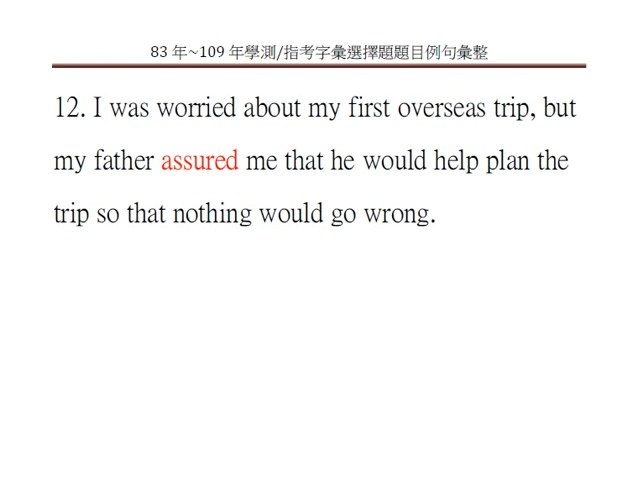 83 年~109 年學測/指考字彙選擇題題目例句彙整
12. I was worried about my first overseas trip, but
my father assured me that he would help plan the
trip so that nothing would go wrong.